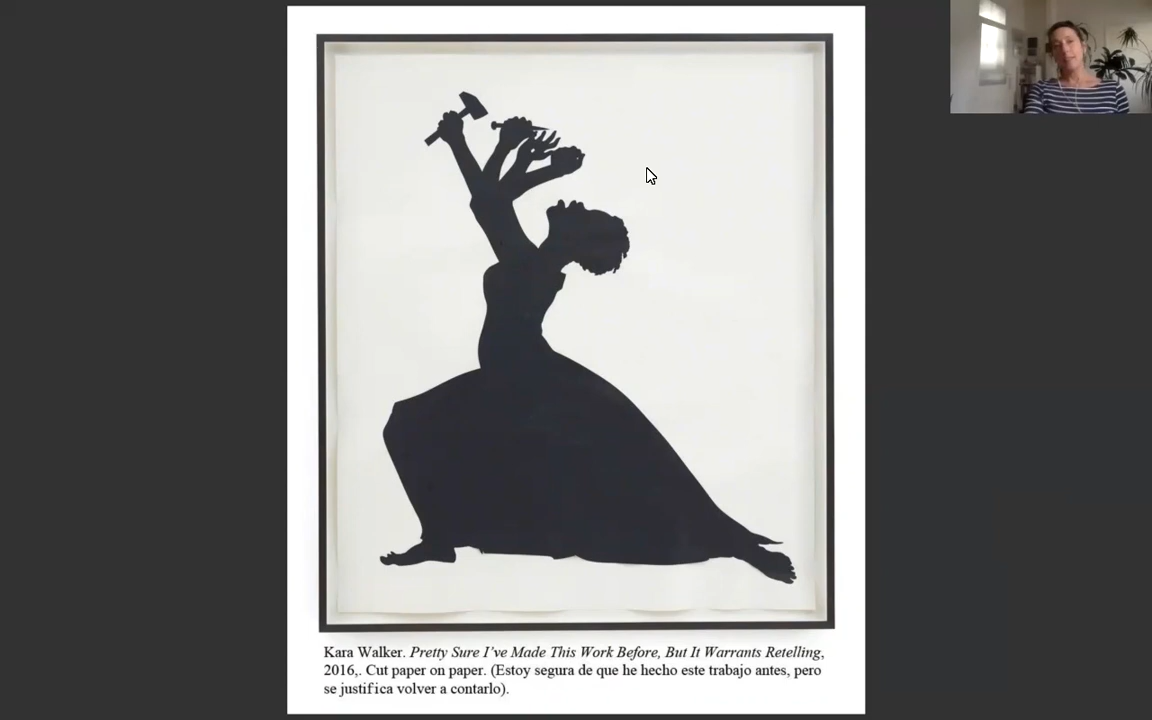 Kara Walker. Pretty Sure I've Made This Work Before, But It Warrants Retelling,
2016,. Cut paper on paper. (Estoy segura de que he hecho este trabajo antes, pero
se justifica volver a contarlo).